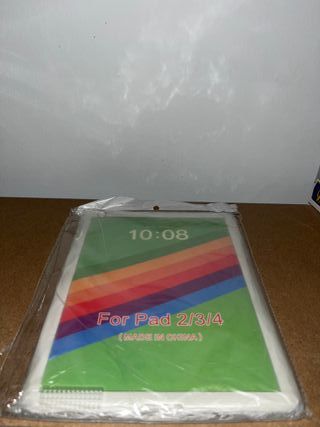 10:08
For Pad 2/3/4
(MADE IN CHINA)